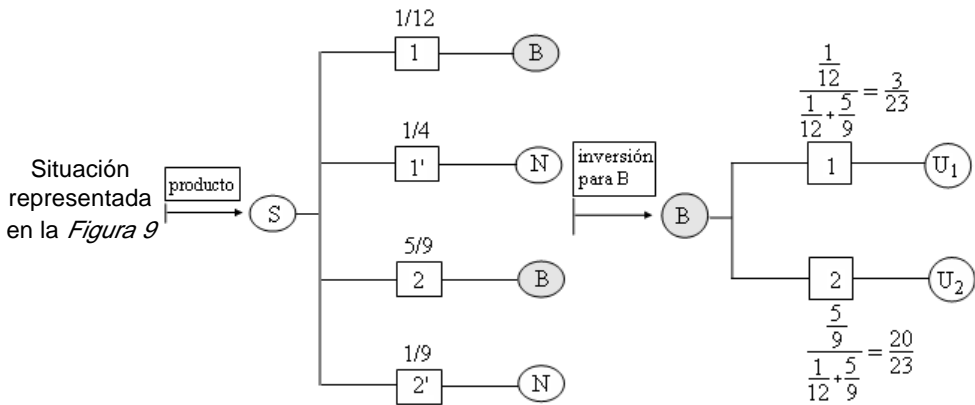 Situación
representada
en la Figura 9
producto
S
1/12
1
B
1/4
1'
N
5/9
2
B
1/9
2'
N
inversión
para B
B
1/12 / (1/12 + 5/9) = 3/23
1
U₁
2
U₂
5/9 / (1/12 + 5/9) = 20/23